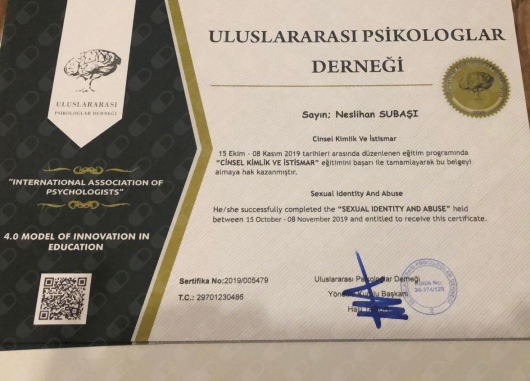 ULUSLARARASI PSİKOLOGLAR
DERNEĞİ
ULUSLARARASI
PSİKOLOGLAR DERNEĞİ
Sayın; Neslihan SUBAŞI
Cinsel Kimlik Ve İstismar
15 Ekim - 08 Kasım 2019 tarihleri arasında düzenlenen eğitim programında
"CİNSEL KİMLİK VE İSTİSMAR" eğitimini başarı ile tamamlayarak bu belgeyi
almaya hak kazanmıştır.
"INTERNATIONAL ASSOCIATION OF
PSYCHOLOGISTS"
Sexual Identity And Abuse
He/she successfully completed the "SEXUAL IDENTITY AND ABUSE" held
between 15 October - 08 November 2019 and entitled to receive this certificate.
4.0 MODEL OF INNOVATION IN
EDUCATION
Sertifika No:2019/005479
T.C.: 29701230486
Uluslararası Psikologlar Derneği
Yönetim Kurulu Başkanı